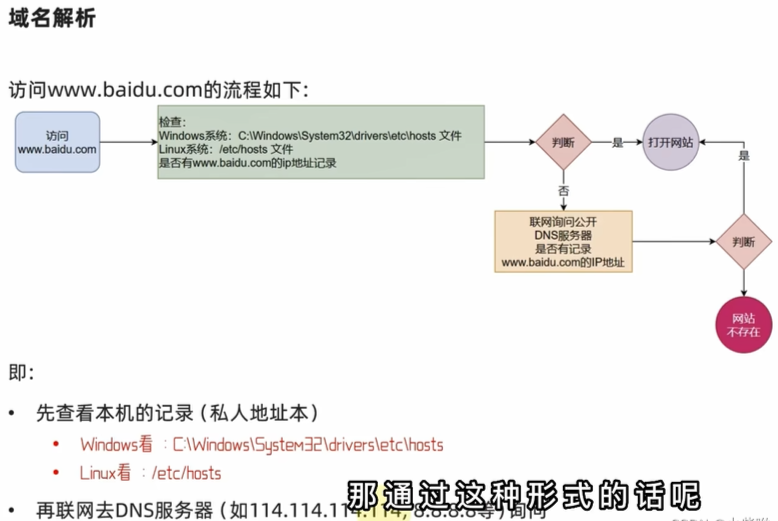 域名解析
访问www.baidu.com的流程如下：
访问
www.baidu.com
检查：
Windows系统：C:\Windows\System32\drivers\etc\hosts 文件
Linux系统：/etc/hosts 文件
是否有www.baidu.com的ip地址记录
判断
是
打开网站
是
否
联网询问公开
DNS服务器
是否有记录
www.baidu.com的IP地址
判断
网站
不存在
即：
• 先查看本机的记录（私人地址本）
• Windows看：C:\Windows\System32\drivers\etc\hosts
• Linux看：/etc/hosts
• 再联网去DNS服务器（如114.114.114.114，8.8.8.8等）询问
那通过这种形式的话呢